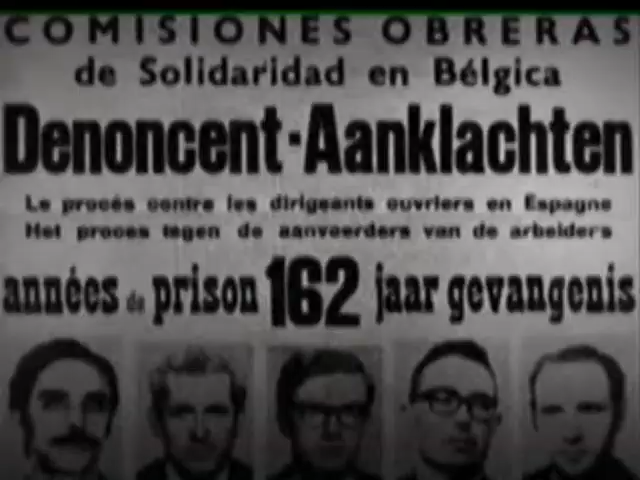 COMISIONES OBRERAS
de Solidaridad en Bélgica
Denoncent-Aanklachten
Le procés contre les dirigeants ouvriers en Espagne
Het proces tegen de aanvoerders van de arbeiders
années de prison 162 jaar gevangenis